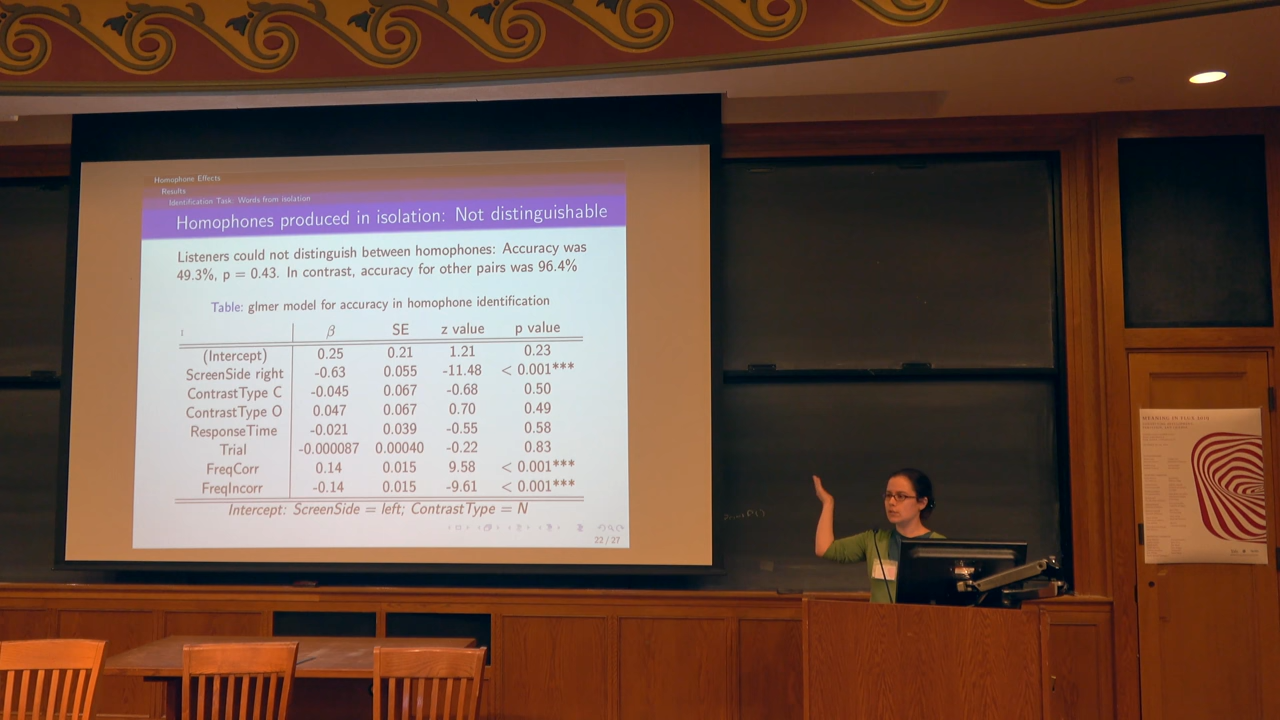 Homophone Effects
Results
Identification Task: Words from isolation
Homophones produced in isolation: Not distinguishable
Listeners could not distinguish between homophones: Accuracy was
49.3%, p = 0.43. In contrast, accuracy for other pairs was 96.4%
Table: glmer model for accuracy in homophone identification
β SE z value p value
(Intercept) 0.25 0.21 1.21 0.23
ScreenSide right -0.63 0.055 -11.48 < 0.001***
ContrastType C -0.045 0.067 -0.68 0.50
ContrastType O 0.047 0.067 0.70 0.49
ResponseTime -0.021 0.039 -0.55 0.58
Trial -0.000087 0.00040 -0.22 0.83
FreqCorr 0.14 0.015 9.58 < 0.001***
FreqIncorr -0.14 0.015 -9.61 < 0.001***
Intercept: ScreenSide = left; ContrastType = N
22 / 27
MEANING IN FLUX 2019